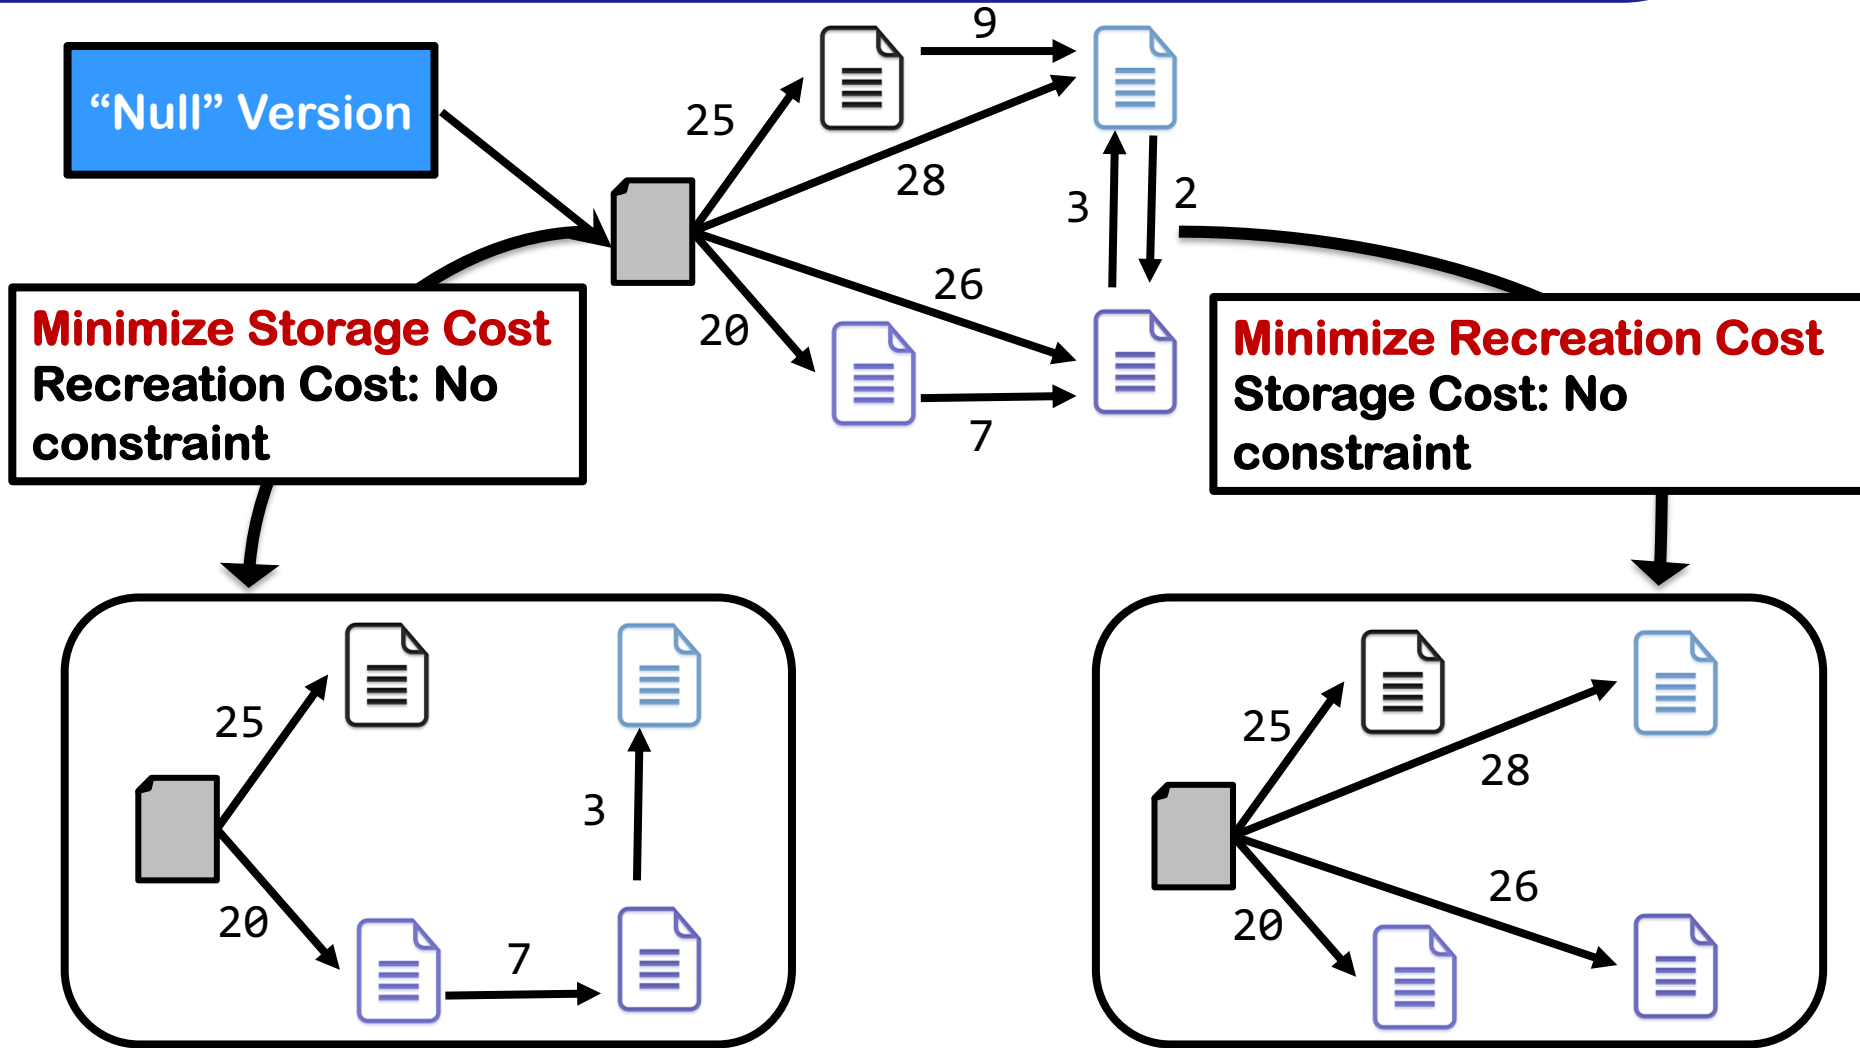 9
“Null” Version
25
28
3
2
26
20
7
Minimize Storage Cost
Recreation Cost: No
constraint
Minimize Recreation Cost
Storage Cost: No
constraint
25
3
20
7
25
28
26
20